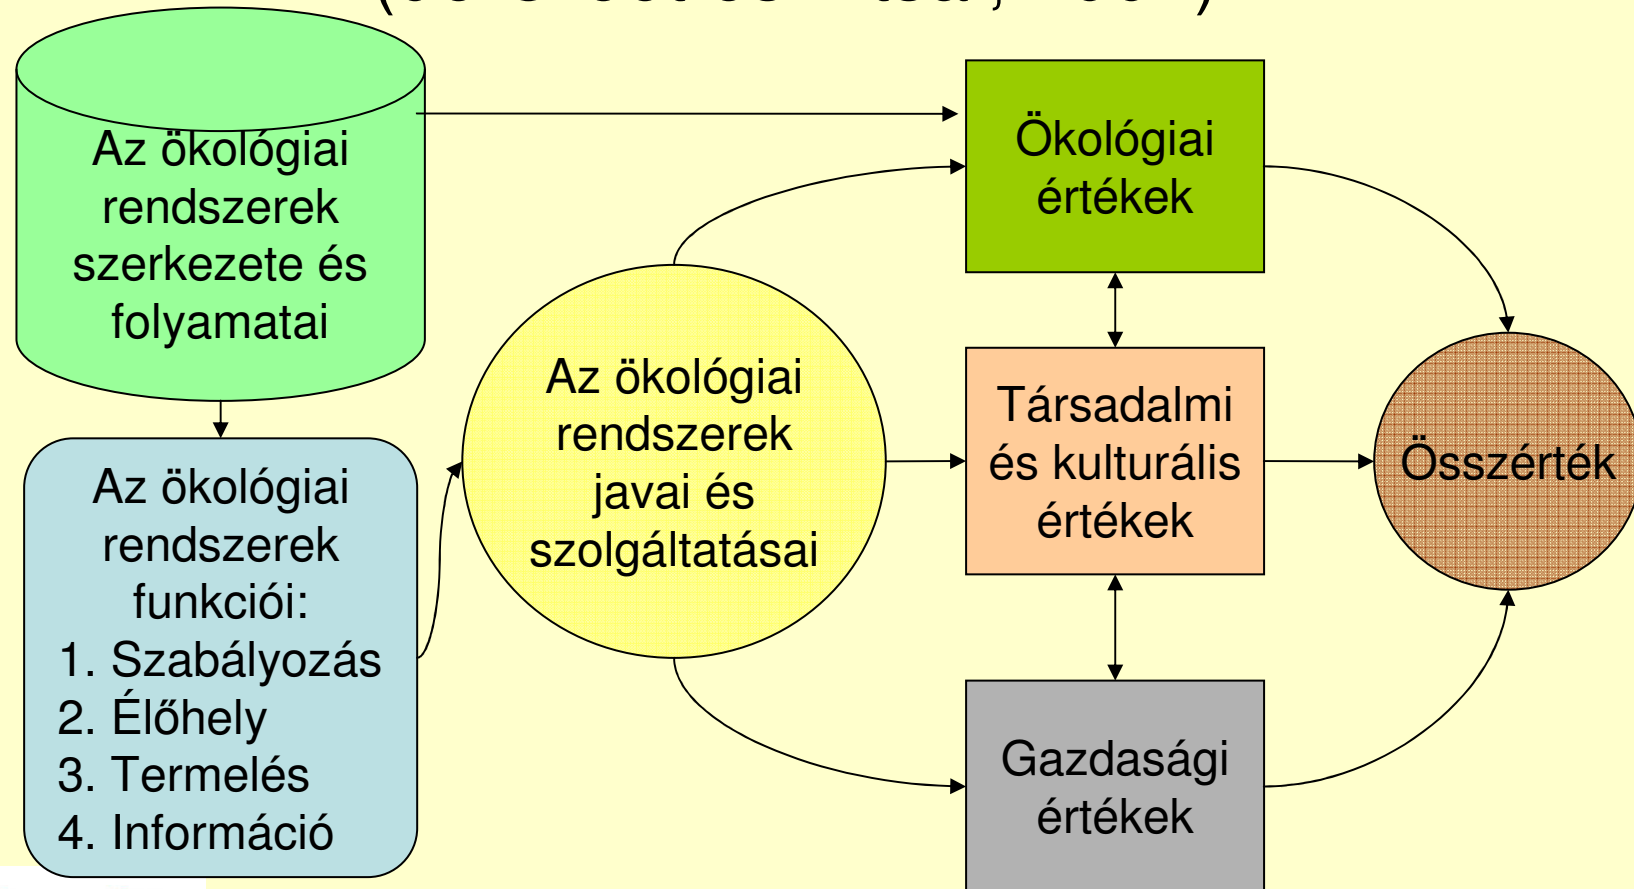 Az ökológiai
rendszerek
szerkezete és
folyamatai
Az ökológiai
rendszerek
funkciói:
1. Szabályozás
2. Élőhely
3. Termelés
4. Információ
Az ökológiai
rendszerek
javai és
szolgáltatásai
Ökológiai
értékek
Társadalmi
és kulturális
értékek
Gazdasági
értékek
Összérték